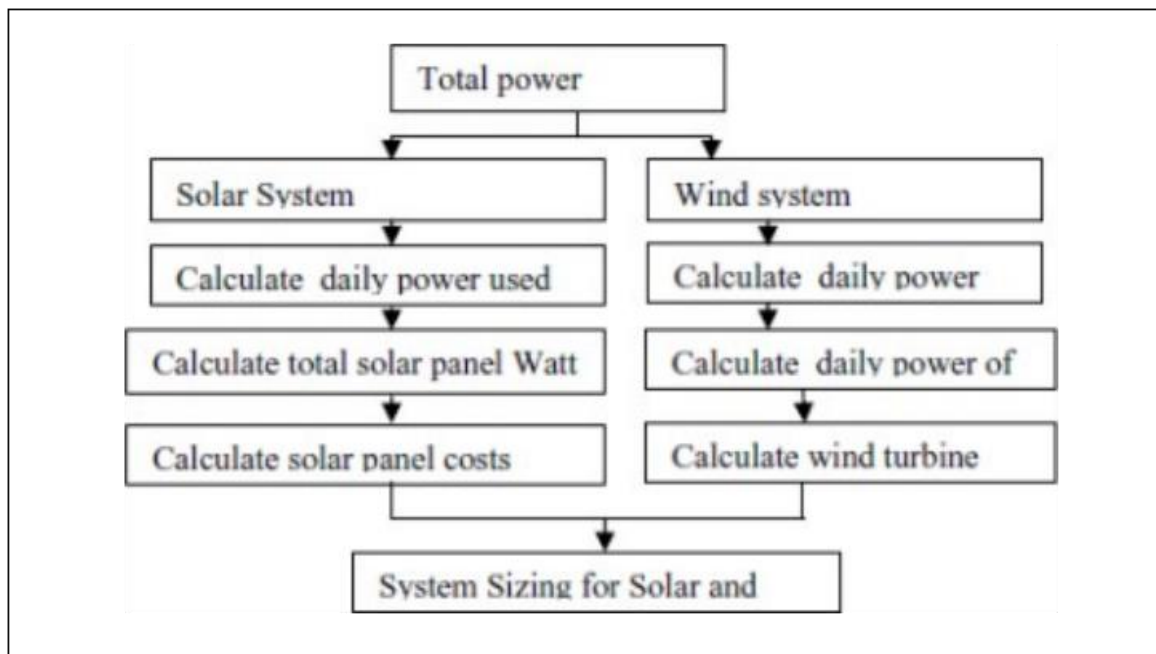 Total power
Solar System
Wind system
Calculate daily power used
Calculate daily power
Calculate total solar panel Watt
Calculate daily power of
Calculate solar panel costs
Calculate wind turbine
System Sizing for Solar and